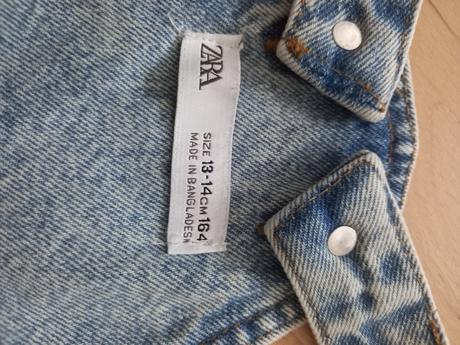 ZARA
SIZE 13-14 CM 164
MADE IN BANGLADESH